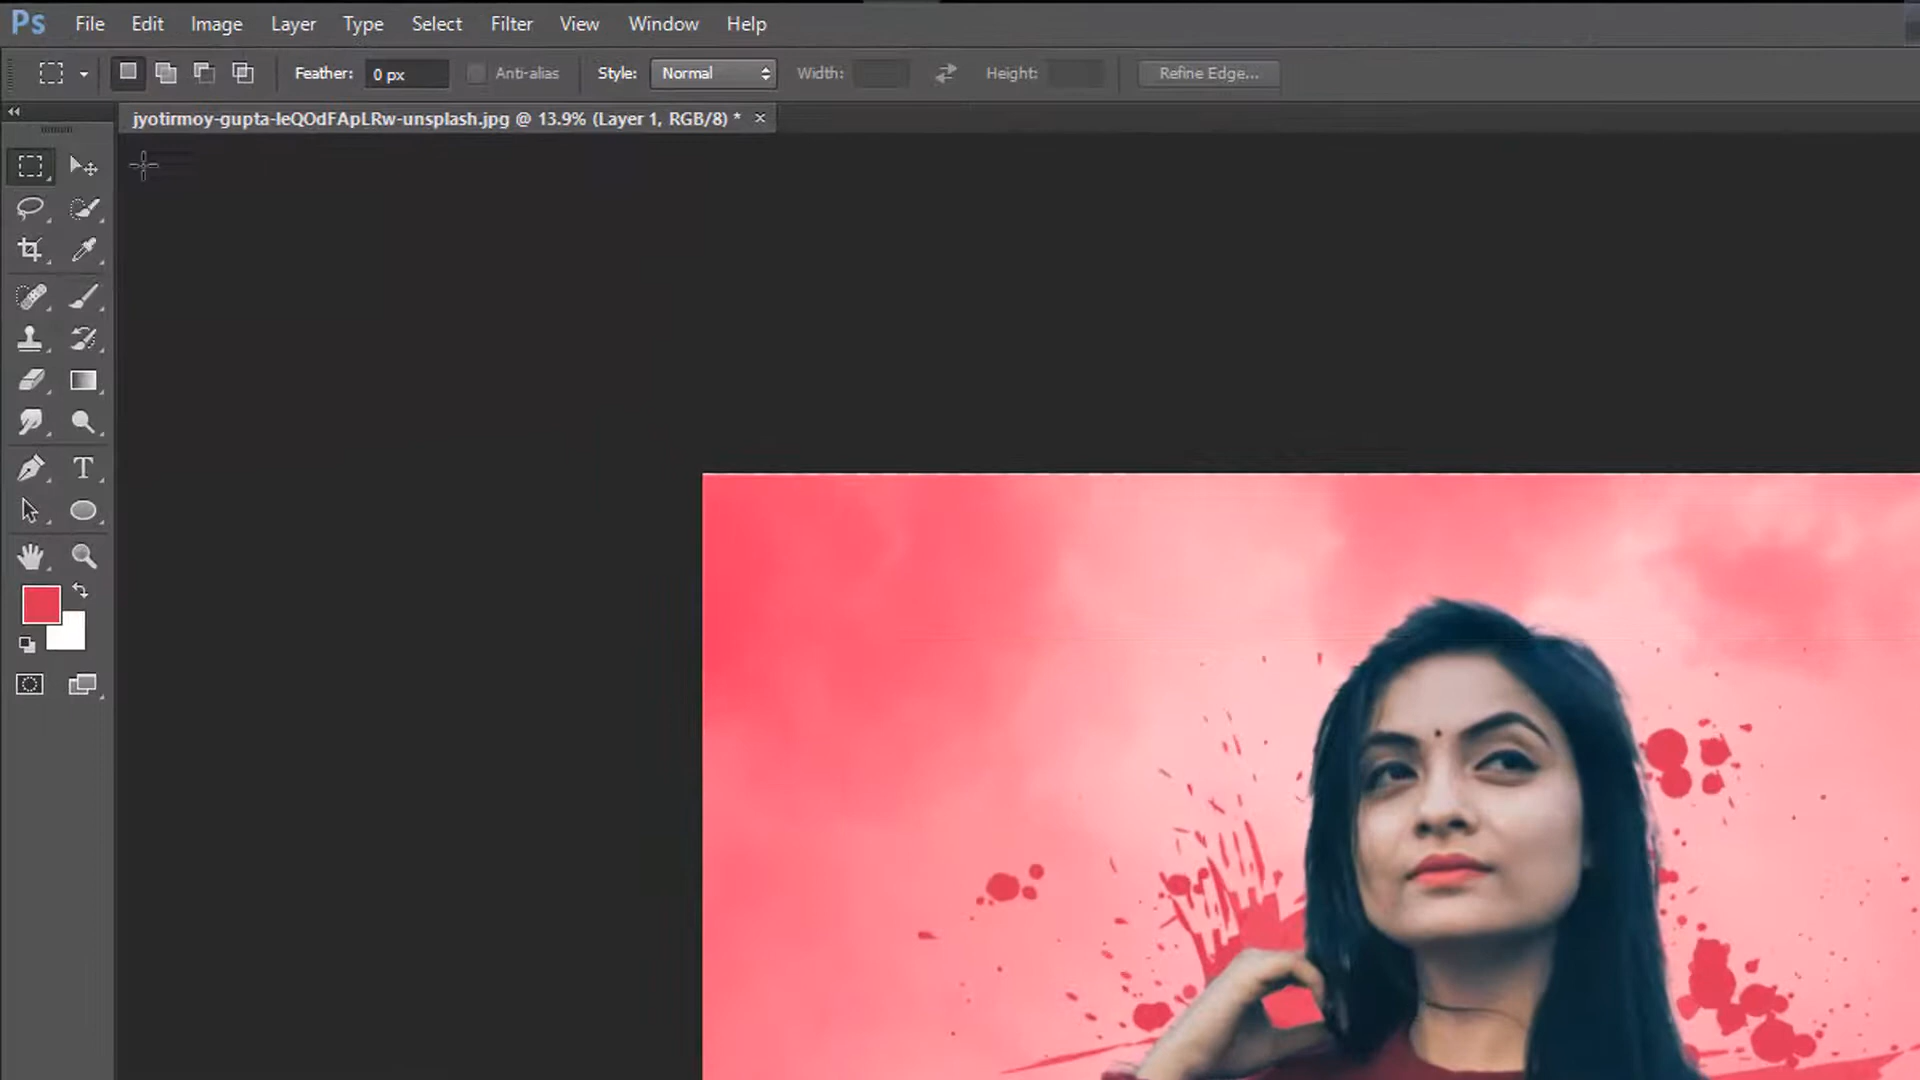 Ps File Edit Image Layer Type Select Filter View Window Help
Feather: 0 px Anti-alias Style: Normal Width: Height: Refine Edge...
jyotirmoy-gupta-IeQOdFApLRw-unsplash.jpg @ 13.9% (Layer 1, RGB/8) * ×
T